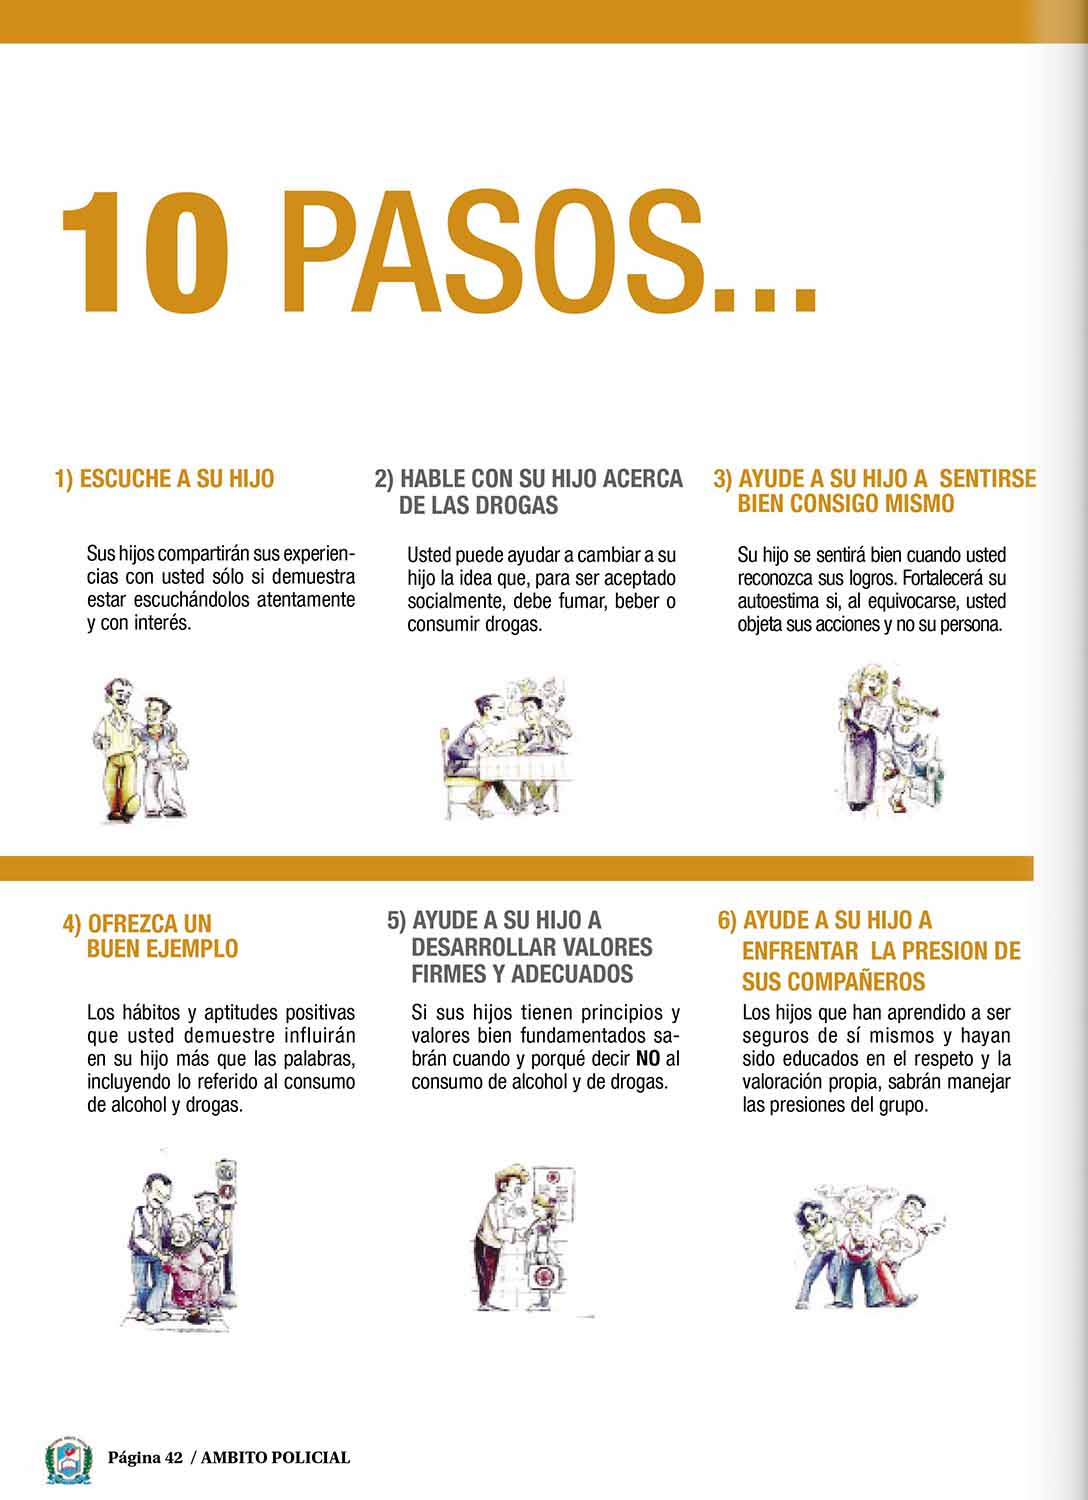 10 PASOS...
1) ESCUCHE A SU HIJO
Sus hijos compartirán sus experien-
cias con usted sólo si demuestra
estar escuchándolos atentamente
y con interés.
2) HABLE CON SU HIJO ACERCA
DE LAS DROGAS
Usted puede ayudar a cambiar a su
hijo la idea que, para ser aceptado
socialmente, debe fumar, beber o
consumir drogas.
3) AYUDE A SU HIJO A SENTIRSE
BIEN CONSIGO MISMO
Su hijo se sentirá bien cuando usted
reconozca sus logros. Fortalecerá su
autoestima si, al equivocarse, usted
objeta sus acciones y no su persona.
4) OFREZCA UN
BUEN EJEMPLO
Los hábitos y aptitudes positivas
que usted demuestre influirán
en su hijo más que las palabras,
incluyendo lo referido al consumo
de alcohol y drogas.
5) AYUDE A SU HIJO A
DESARROLLAR VALORES
FIRMES Y ADECUADOS
Si sus hijos tienen principios y
valores bien fundamentados sa-
brán cuando y porqué decir NO al
consumo de alcohol y de drogas.
6) AYUDE A SU HIJO A
ENFRENTAR LA PRESION DE
SUS COMPAÑEROS
Los hijos que han aprendido a ser
seguros de sí mismos y hayan
sido educados en el respeto y la
valoración propia, sabrán manejar
las presiones del grupo.
Página 42 / AMBITO POLICIAL